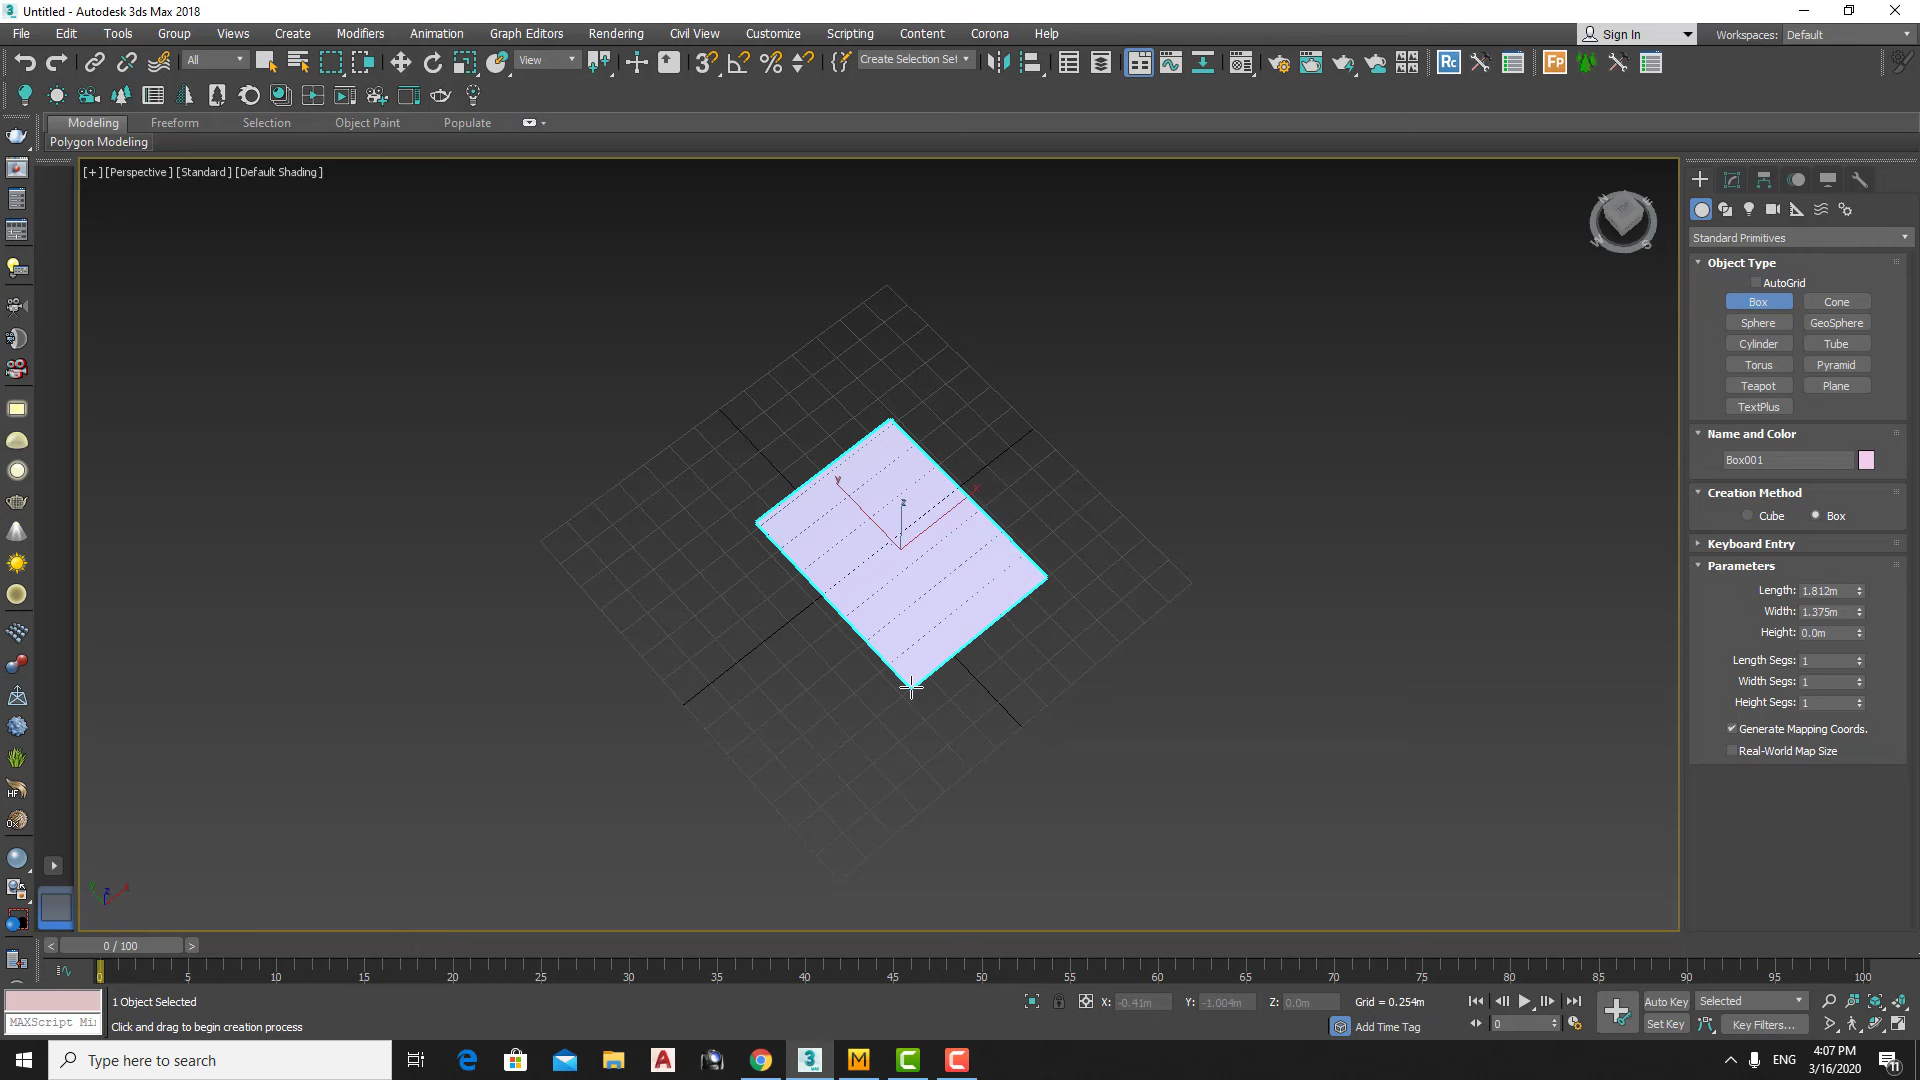 Untitled - Autodesk 3ds Max 2018
File Edit Tools Group Views Create Modifiers Animation Graph Editors Rendering Civil View Customize Scripting Content Corona Help Sign In Workspaces: Default
All View Create Selection Set Rc Fp
Modeling Freeform Selection Object Paint Populate
Polygon Modeling
[+] [Perspective ] [Standard ] [Default Shading ]
Standard Primitives
Object Type
AutoGrid
Box Cone
Sphere GeoSphere
Cylinder Tube
Torus Pyramid
Teapot Plane
TextPlus
Name and Color
Box001
Creation Method
Cube Box
Keyboard Entry
Parameters
Length: 1.812m
Width: 1.375m
Height: 0.0m
Length Segs: 1
Width Segs: 1
Height Segs: 1
Generate Mapping Coords.
Real-World Map Size
y z x
0 / 100
0 5 10 15 20 25 30 35 40 45 50 55 60 65 70 75 80 85 90 95 100
1 Object Selected X: -0.41m Y: -1.004m Z: 0.0m Grid = 0.254m Auto Key Selected
MAXScript Mi Click and drag to begin creation process Add Time Tag 0 Set Key Key Filters...
Type here to search ENG 4:07 PM
3/16/2020